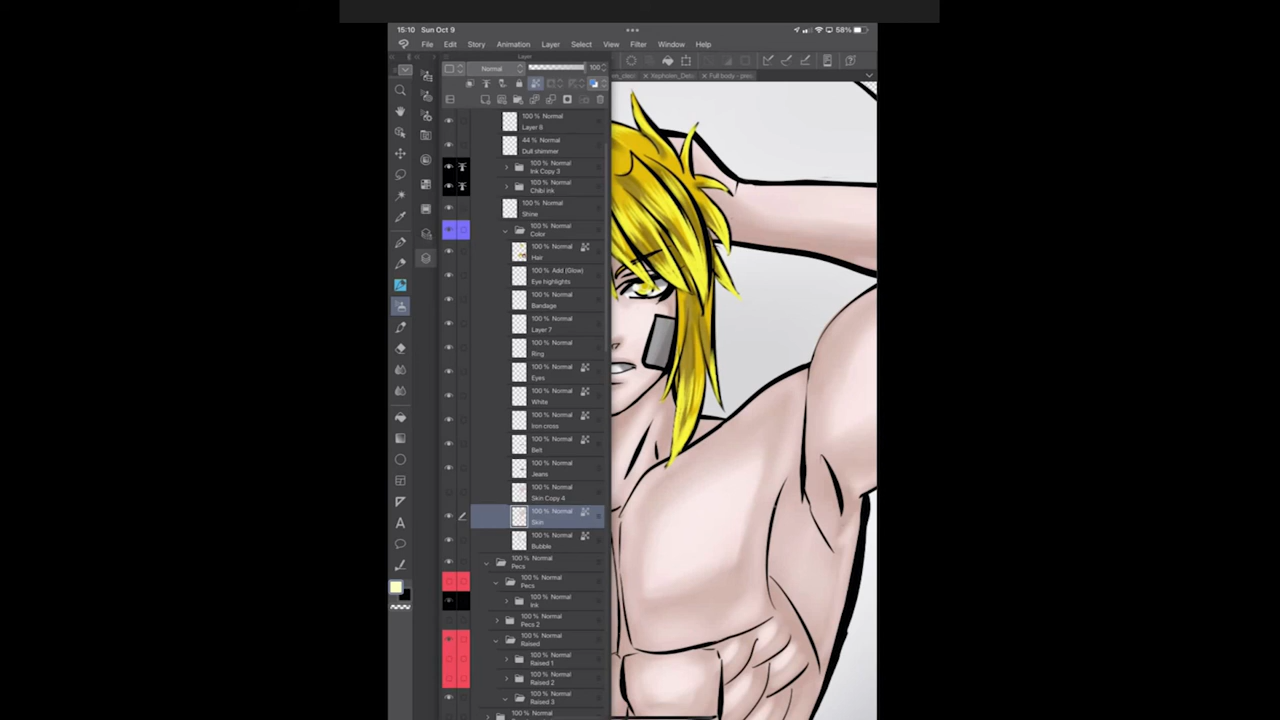 15:10 Sun Oct 9
58%
File Edit Story Animation Layer Select View Filter Window Help
Layer
Normal 100
Full body - pre
100 % Normal
Layer 8
44 % Normal
Dull shimmer
100 % Normal
Ink Copy 3
100 % Normal
Chibi ink
100 % Normal
Shine
100 % Normal
Color
100 % Normal
Hair
100 % Add (Glow)
Eye highlights
100 % Normal
Bandage
100 % Normal
Layer 7
100 % Normal
Ring
100 % Normal
Eyes
100 % Normal
White
100 % Normal
Iron cross
100 % Normal
Belt
100 % Normal
Jeans
100 % Normal
Skin Copy 4
100 % Normal
Skin
100 % Normal
Bubble
100 % Normal
Pecs
100 % Normal
Pecs
100 % Normal
Ink
100 % Normal
Pecs 2
100 % Normal
Raised
100 % Normal
Raised 1
100 % Normal
Raised 2
100 % Normal
Raised 3